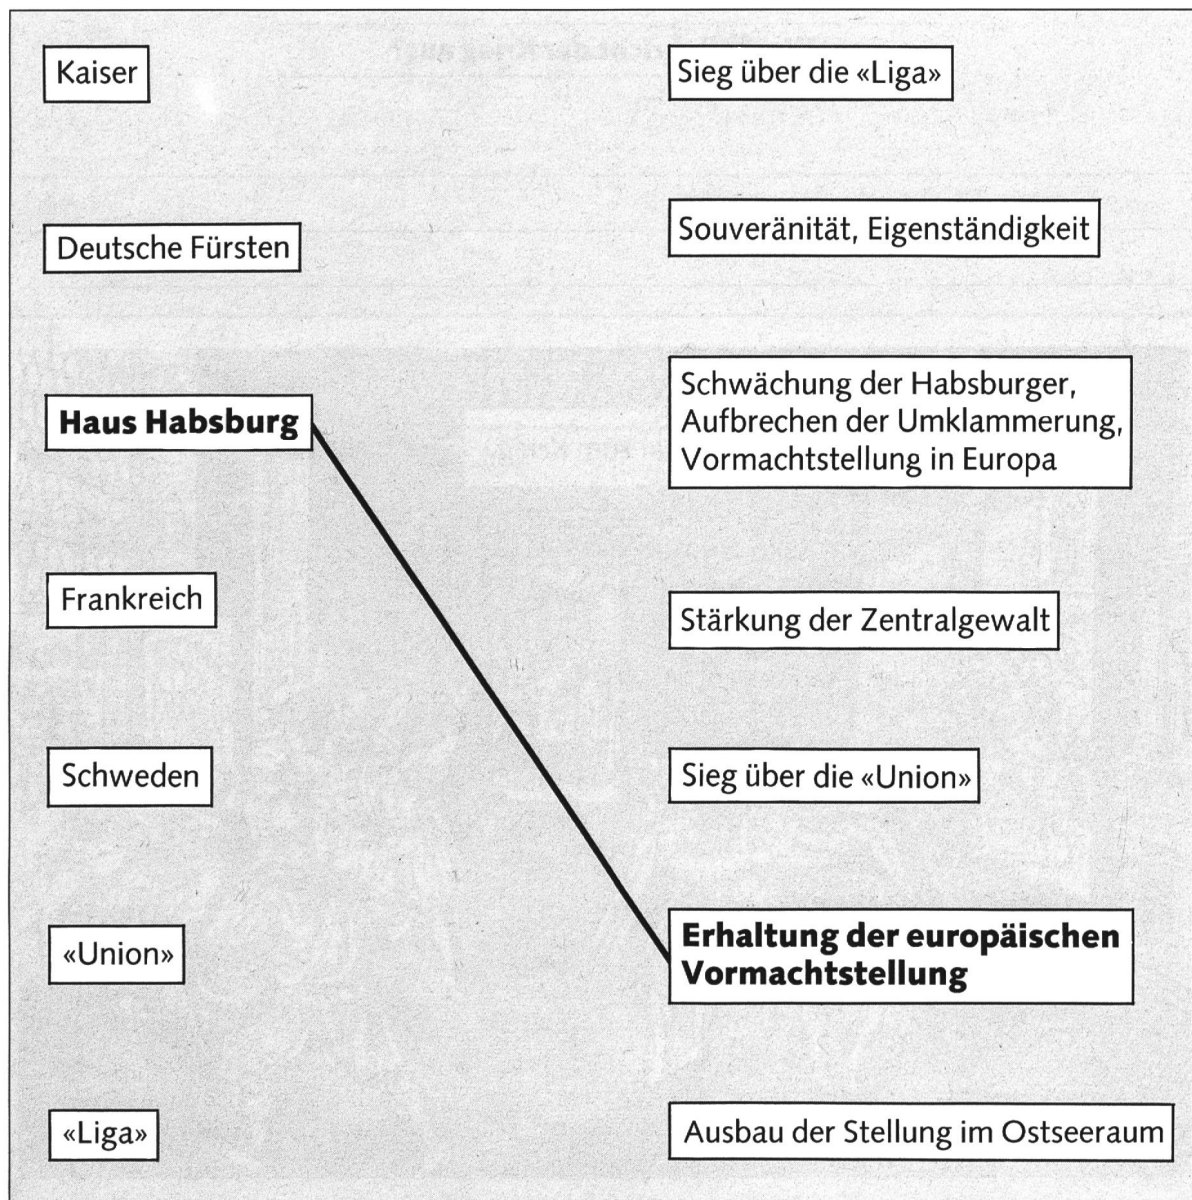 Kaiser
Sieg über die «Liga»
Deutsche Fürsten
Souveränität, Eigenständigkeit
Haus Habsburg
Schwächung der Habsburger,
Aufbrechen der Umklammerung,
Vormachtstellung in Europa
Frankreich
Stärkung der Zentralgewalt
Schweden
Sieg über die «Union»
«Union»
Erhaltung der europäischen
Vormachtstellung
«Liga»
Ausbau der Stellung im Ostseeraum